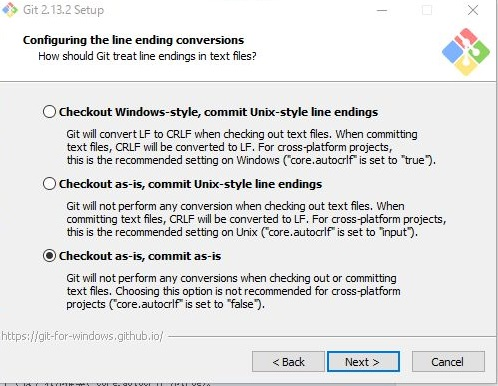 Git 2.13.2 Setup
Configuring the line ending conversions
How should Git treat line endings in text files?
Checkout Windows-style, commit Unix-style line endings
Git will convert LF to CRLF when checking out text files. When committing
text files, CRLF will be converted to LF. For cross-platform projects,
this is the recommended setting on Windows ("core.autocrlf" is set to "true").
Checkout as-is, commit Unix-style line endings
Git will not perform any conversion when checking out text files. When
committing text files, CRLF will be converted to LF. For cross-platform projects,
this is the recommended setting on Unix ("core.autocrlf" is set to "input").
Checkout as-is, commit as-is
Git will not perform any conversions when checking out or committing
text files. Choosing this option is not recommended for cross-platform
projects ("core.autocrlf" is set to "false").
https://git-for-windows.github.io/
< Back
Next >
Cancel